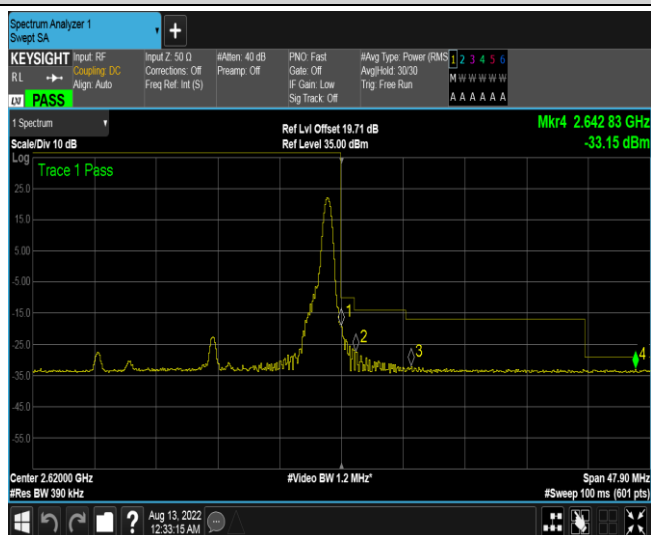 Spectrum Analyzer 1
Swept SA
KEYSIGHT
RL
LXI PASS
Input: RF
Coupling: DC
Align: Auto
Input Z: 50 Ω
Corrections: Off
Freq Ref: Int (S)
#Atten: 40 dB
Preamp: Off
PNO: Fast
Gate: Off
IF Gain: Low
Sig Track: Off
#Avg Type: Power (RMS
Avg|Hold: 30/30
Trig: Free Run
1 2 3 4 5 6
M W W W W W
A A A A A A
1 Spectrum
Scale/Div 10 dB
Ref Lvl Offset 19.71 dB
Ref Level 35.00 dBm
Mkr4 2.642 83 GHz
-33.15 dBm
Log
Trace 1 Pass
25.0
15.0
5.00
-5.00
-15.0
-25.0
-35.0
-45.0
-55.0
1
2
3
4
Center 2.62000 GHz
#Res BW 390 kHz
#Video BW 1.2 MHz*
Span 47.90 MHz
#Sweep 100 ms (601 pts)
?
Aug 13, 2022
12:33:15 AM